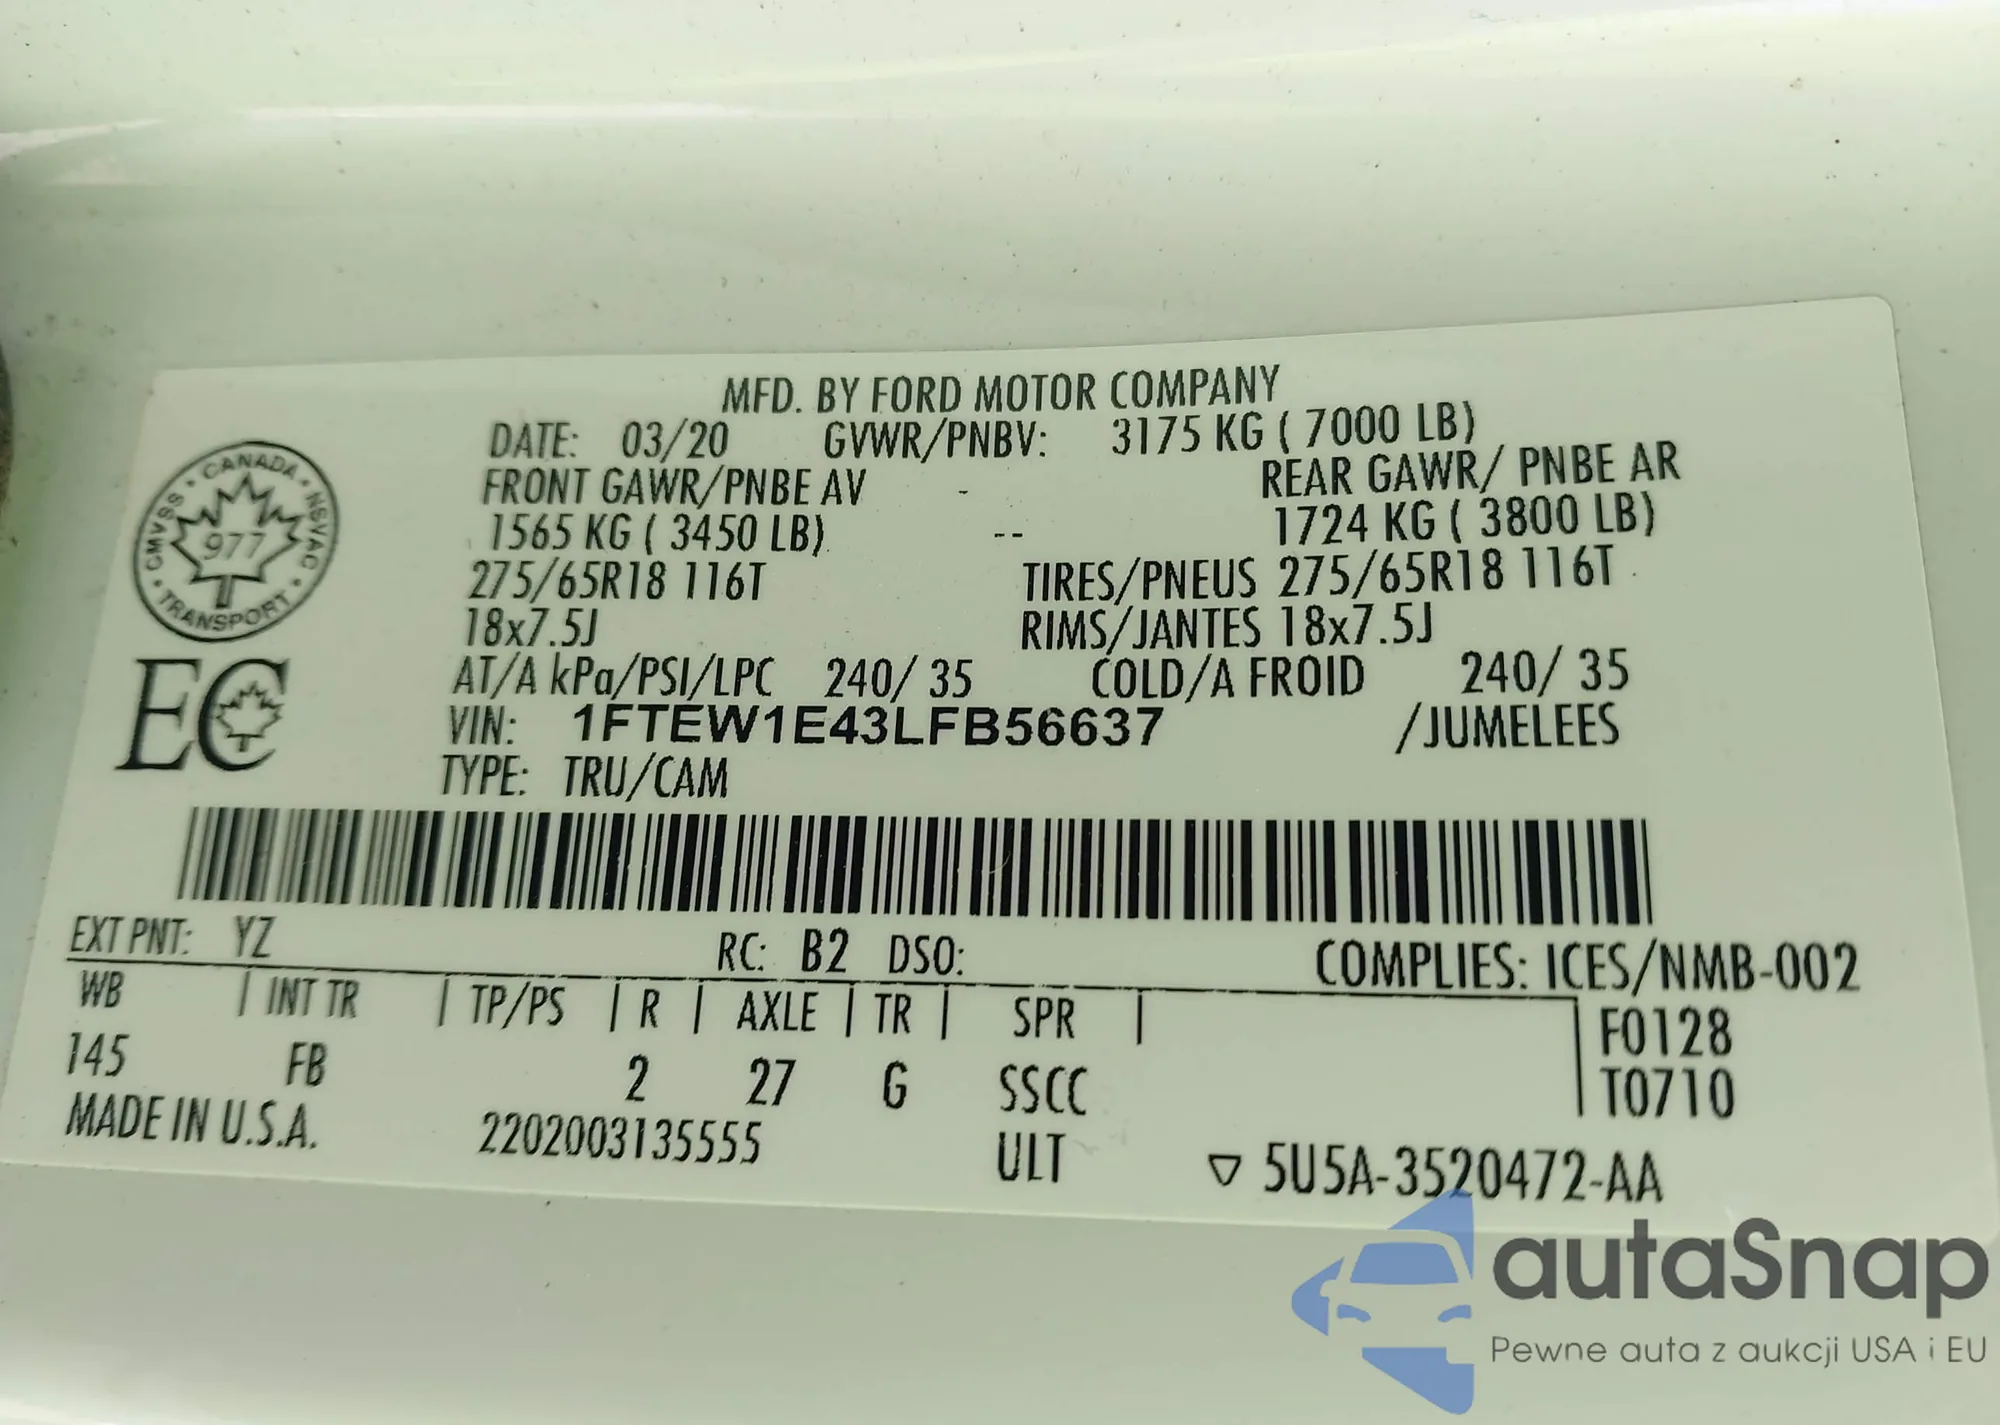 MFD. BY FORD MOTOR COMPANY
DATE: 03/20 GVWR/PNBV: 3175 KG ( 7000 LB)
FRONT GAWR/PNBE AV - REAR GAWR/ PNBE AR
1565 KG ( 3450 LB) -- 1724 KG ( 3800 LB)
275/65R18 116T TIRES/PNEUS 275/65R18 116T
18x7.5J RIMS/JANTES 18x7.5J
AT/A kPa/PSI/LPC 240/ 35 COLD/A FROID 240/ 35
VIN: 1FTEW1E43LFB56637 /JUMELEES
TYPE: TRU/CAM
CANADA
CMVSS • NSVAC
977
TRANSPORT
EC
EXT PNT: YZ RC: B2 DSO: COMPLIES: ICES/NMB-002
WB | INT TR | TP/PS | R | AXLE | TR | SPR | F0128
145 FB 2 27 G SSCC T0710
MADE IN U.S.A. 2202003135555 ULT ▽ 5U5A-3520472-AA
autaSnap
Pewne auta z aukcji USA i EU